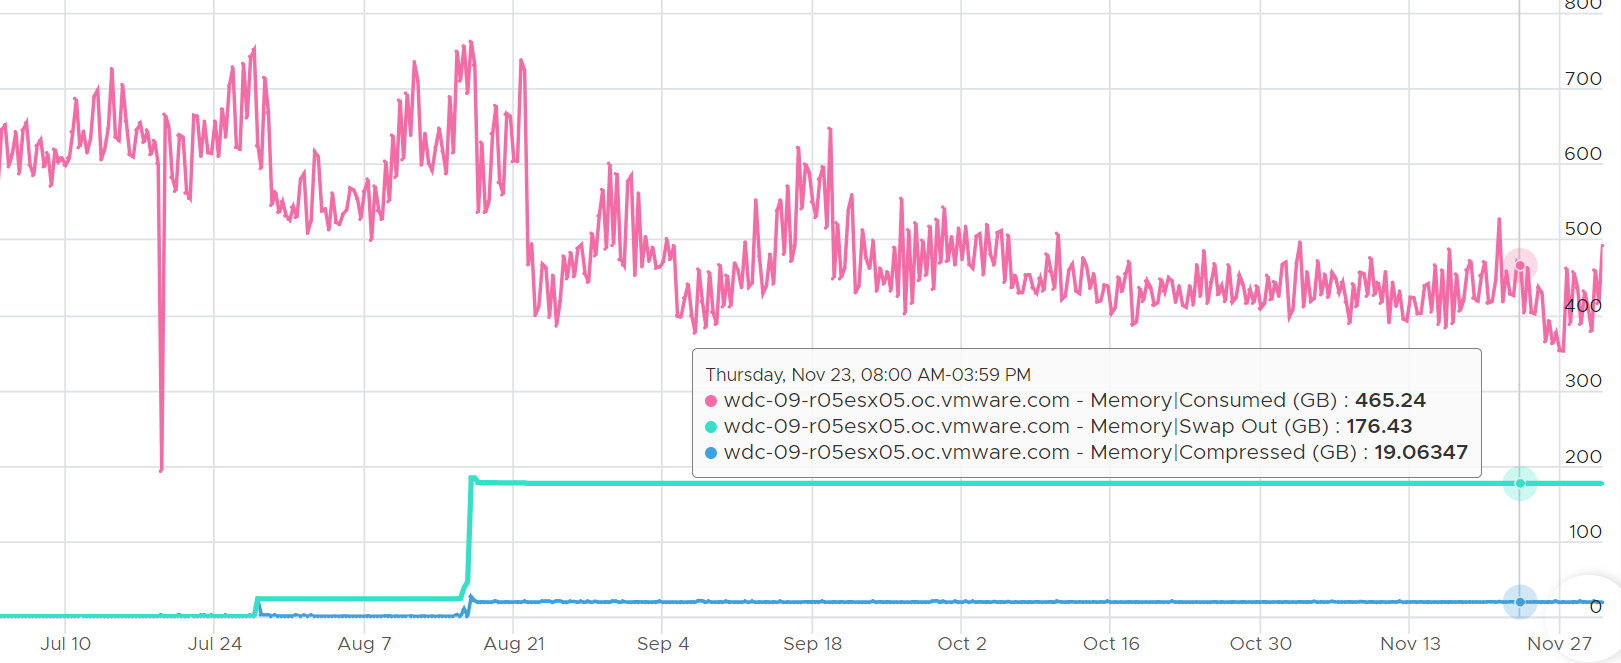 800
700
600
500
400
300
200
100
0
Thursday, Nov 23, 08:00 AM-03:59 PM
wdc-09-r05esx05.oc.vmware.com - Memory|Consumed (GB) : 465.24
wdc-09-r05esx05.oc.vmware.com - Memory|Swap Out (GB) : 176.43
wdc-09-r05esx05.oc.vmware.com - Memory|Compressed (GB) : 19.06347
Jul 10 Jul 24 Aug 7 Aug 21 Sep 4 Sep 18 Oct 2 Oct 16 Oct 30 Nov 13 Nov 27